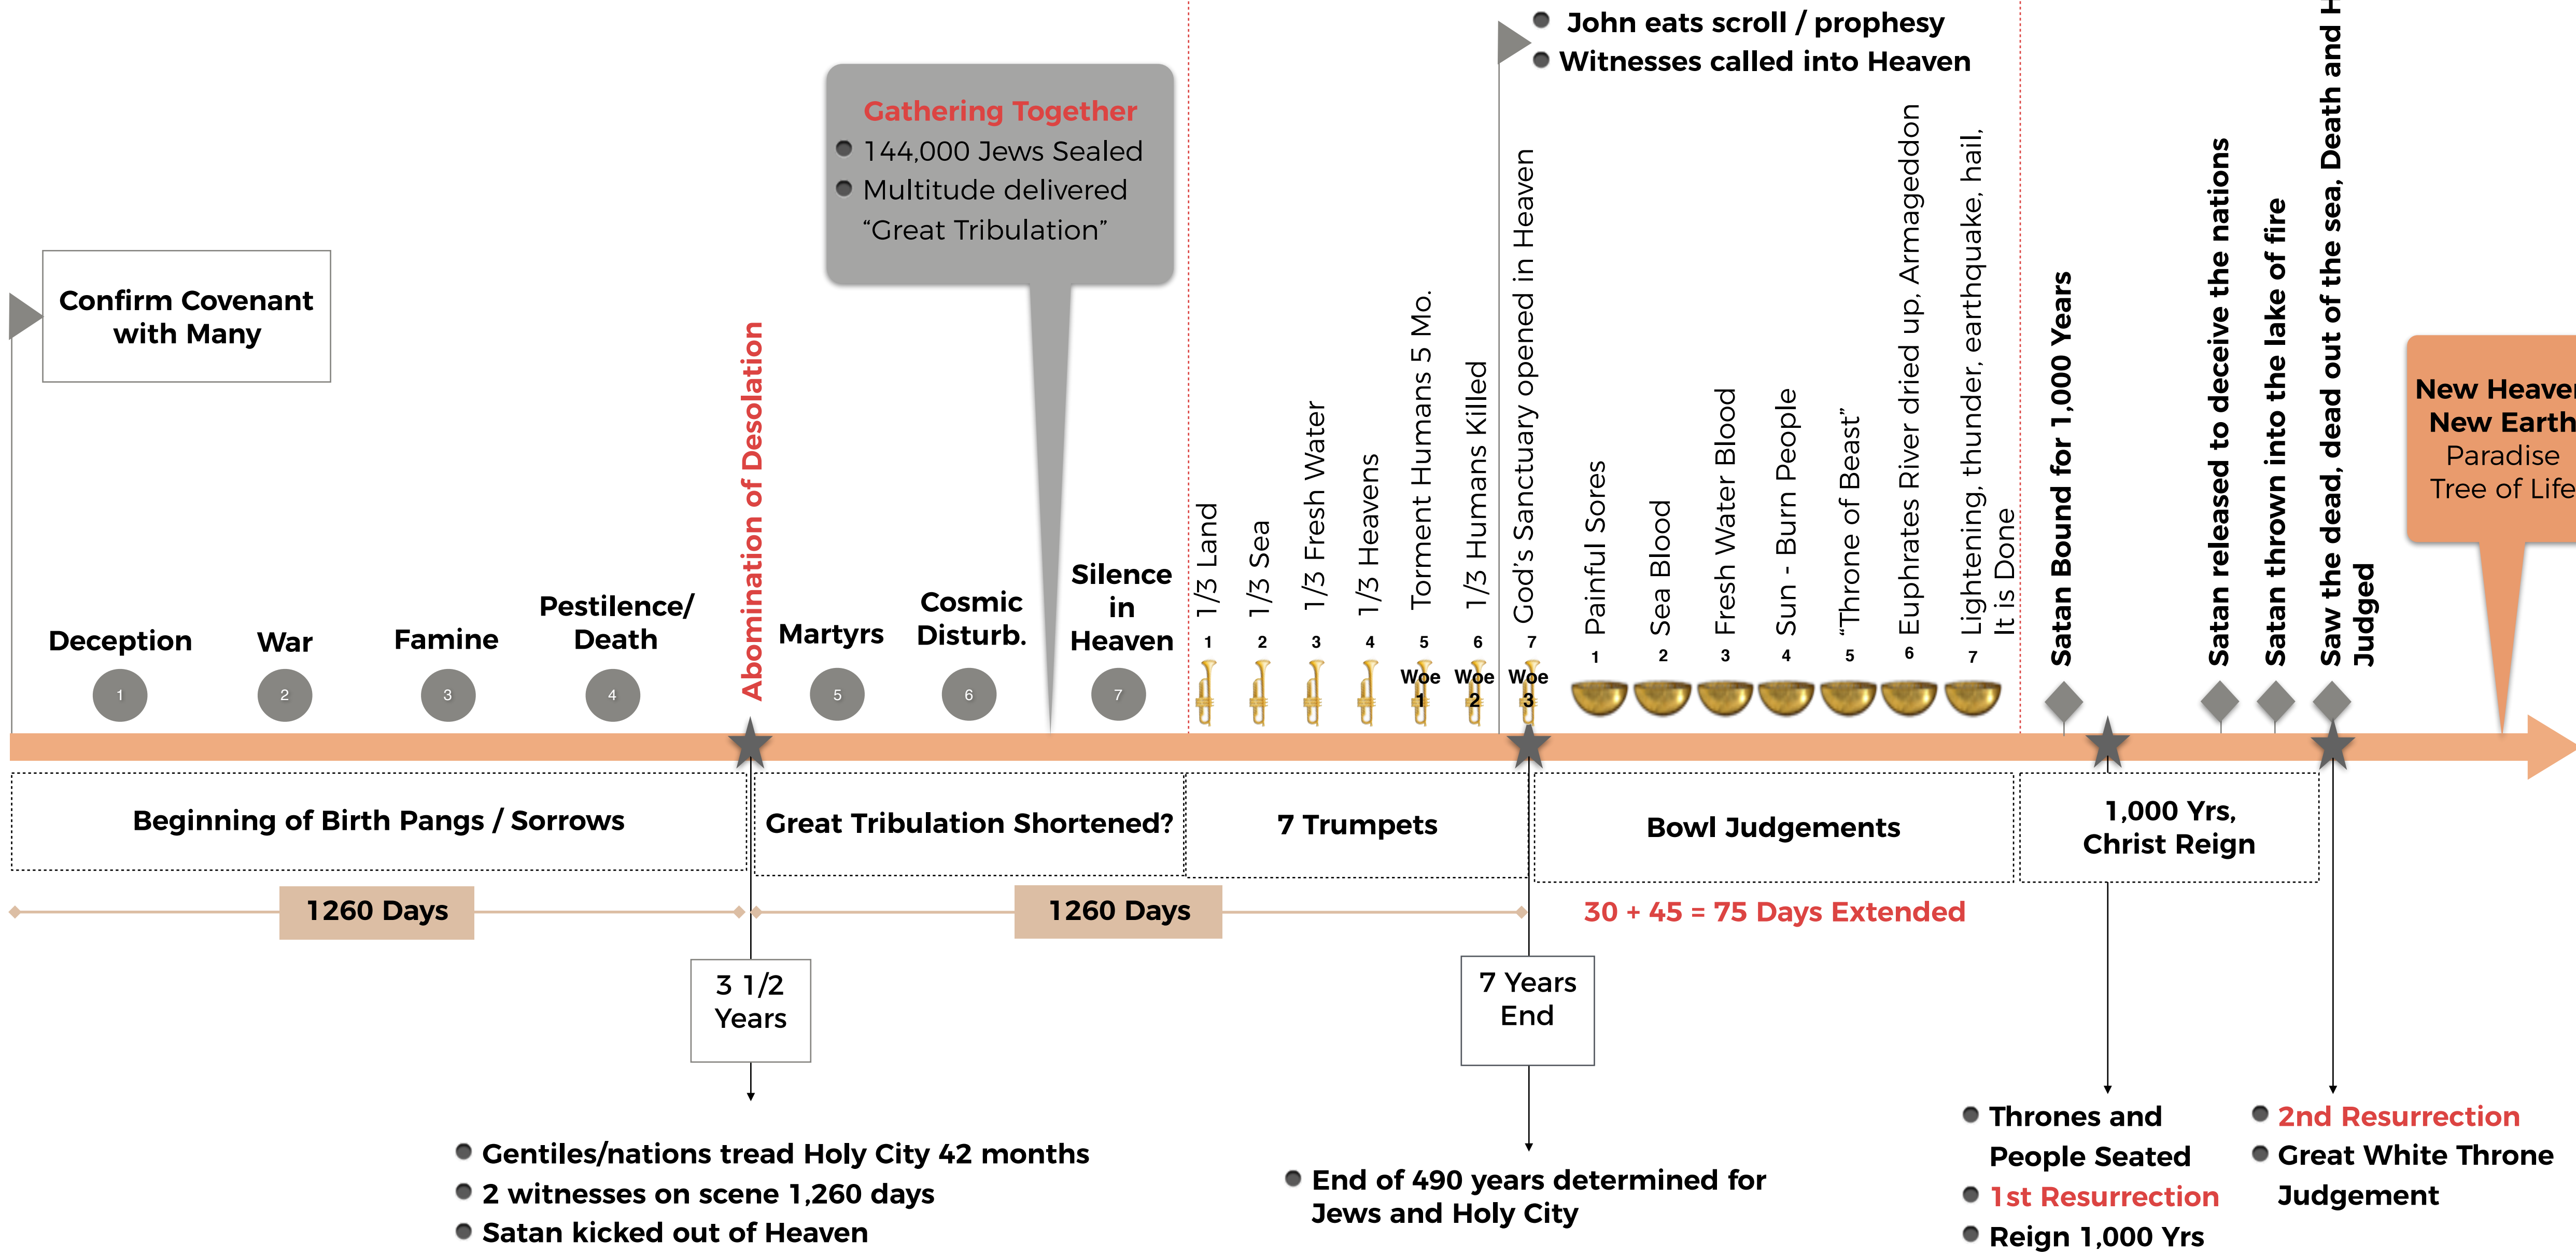 John eats scroll / prophesy
Witnesses called into Heaven
Gathering Together
144,000 Jews Sealed
Multitude delivered
“Great Tribulation”
Confirm Covenant
with Many
Deception
1
War
2
Famine
3
Pestilence/
Death
4
Abomination of Desolation
Martyrs
5
Cosmic
Disturb.
6
Silence
in
Heaven
7
1/3 Land
1
1/3 Sea
2
1/3 Fresh Water
3
1/3 Heavens
4
Torment Humans 5 Mo.
5
Woe
1
1/3 Humans Killed
6
Woe
2
God’s Sanctuary opened in Heaven
7
Woe
3
Painful Sores
1
Sea Blood
2
Fresh Water Blood
3
Sun - Burn People
4
“Throne of Beast”
5
Euphrates River dried up, Armageddon
6
Lightening, thunder, earthquake, hail,
It is Done
7
Satan Bound for 1,000 Years
Satan released to deceive the nations
Satan thrown into the lake of fire
Saw the dead, dead out of the sea, Death and
Judged
New
New Earth
Paradise
Tree of Life
Beginning of Birth Pangs / Sorrows
Great Tribulation Shortened?
7 Trumpets
Bowl Judgements
1,000 Yrs,
Christ Reign
1260 Days
1260 Days
30 + 45 = 75 Days Extended
3 1/2
Years
7 Years
End
Gentiles/nations tread Holy City 42 months
2 witnesses on scene 1,260 days
Satan kicked out of Heaven
End of 490 years determined for
Jews and Holy City
Thrones and
People Seated
1st Resurrection
Reign 1,000 Yrs
2nd Resurrection
Great White Throne
Judgement